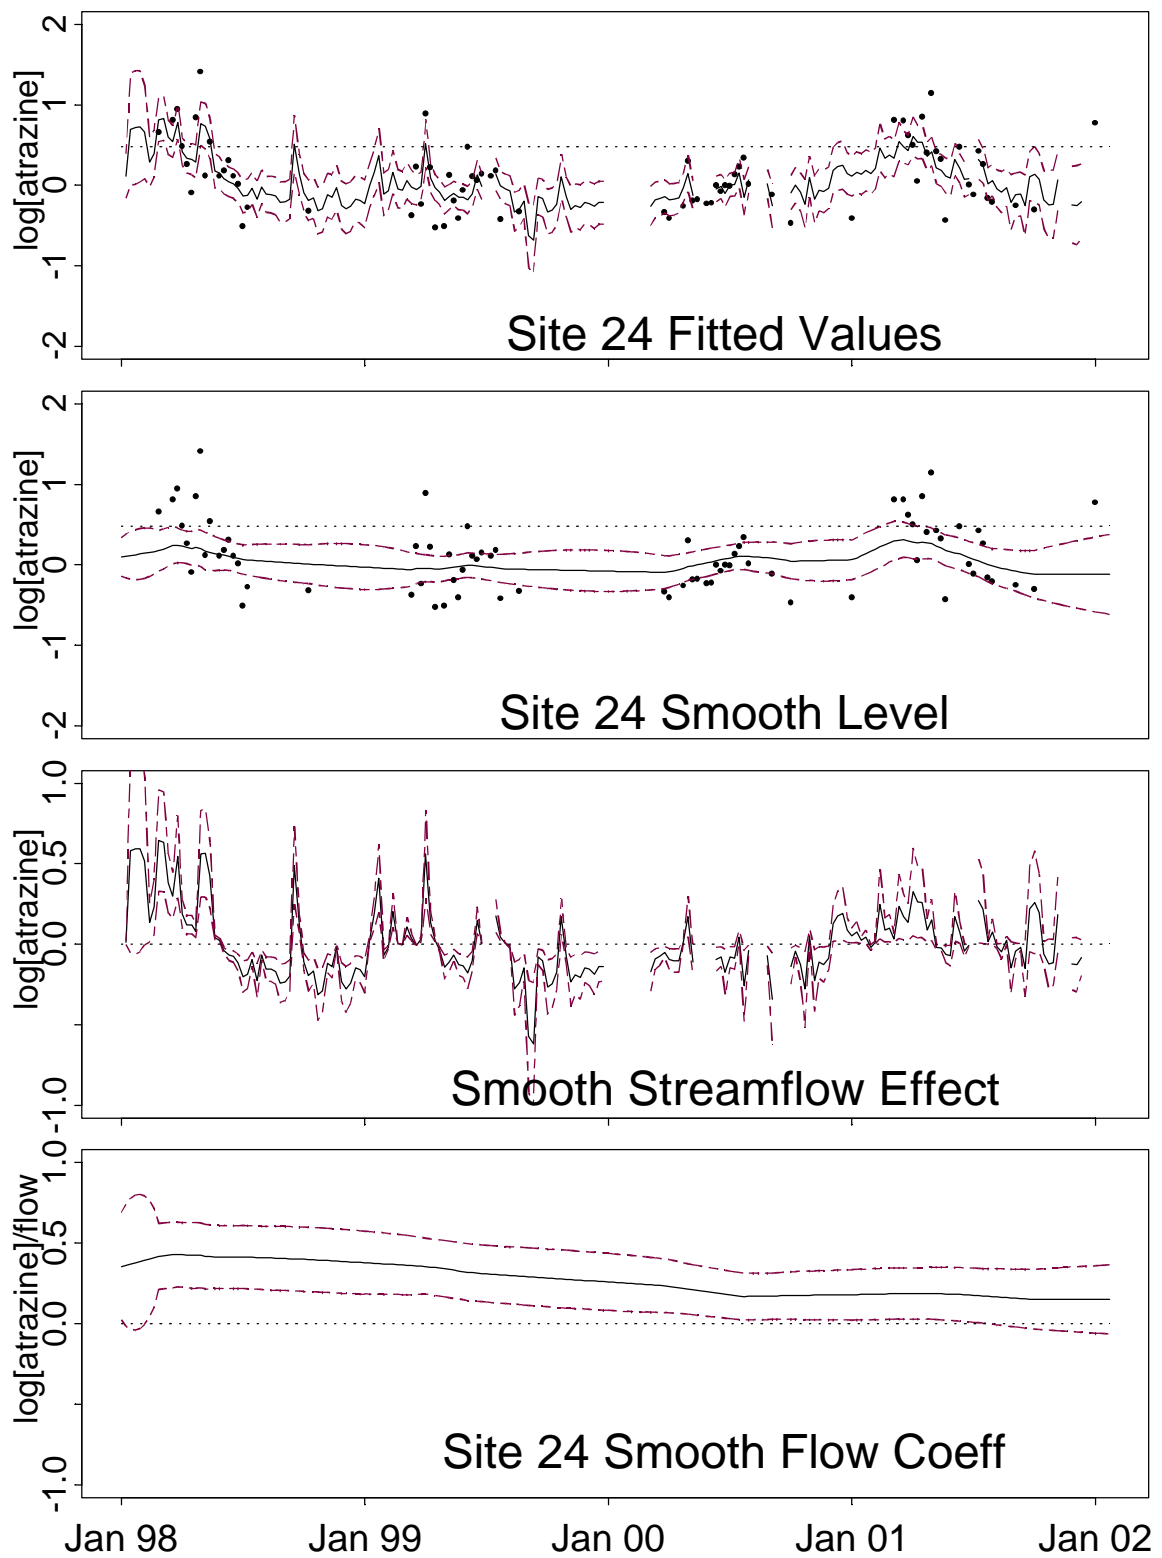 2
1
0
-1
-2
log[atrazine]
Site 24 Fitted Values
2
1
0
-1
-2
log[atrazine]
Site 24 Smooth Level
1.0
0.5
0.0
-1.0
log[atrazine]
Smooth Streamflow Effect
1.0
0.5
0.0
-1.0
log[atrazine]/flow
Site 24 Smooth Flow Coeff
Jan 98 Jan 99 Jan 00 Jan 01 Jan 02